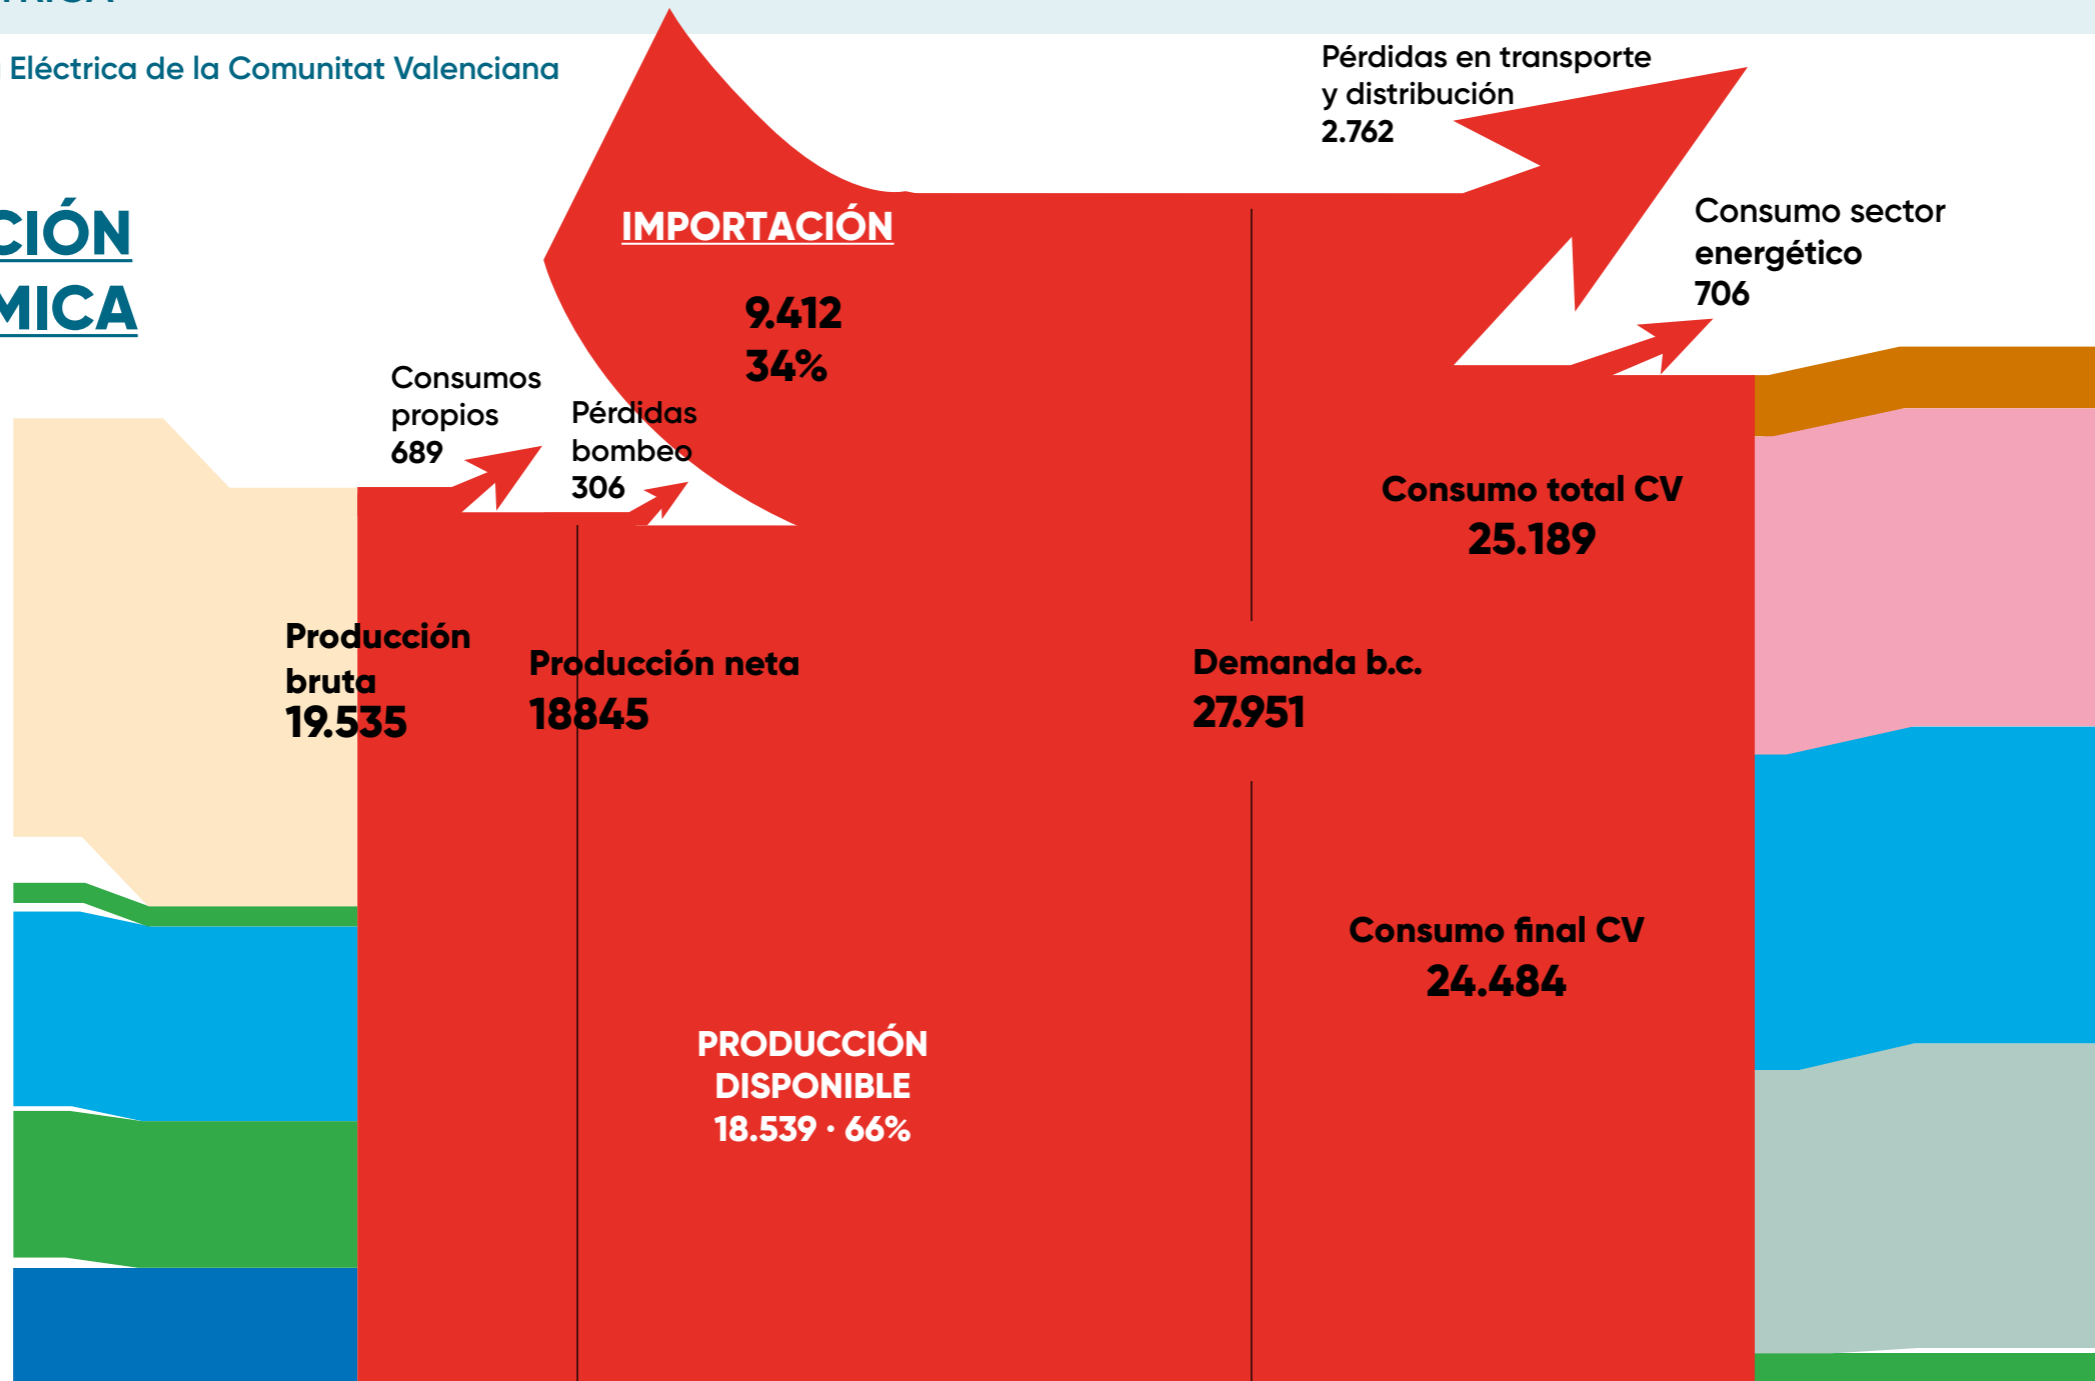 Eléctrica de la Comunitat Valenciana
Pérdidas en transporte
y distribución
2.762
Consumo sector
energético
706
IMPORTACIÓN
9.412
34%
Consumos
propios
689
Pérdidas
bombeo
306
Consumo total CV
25.189
Producción
bruta
19.535
Producción neta
18845
Demanda b.c.
27.951
Consumo final CV
24.484
PRODUCCIÓN
DISPONIBLE
18.539 · 66%